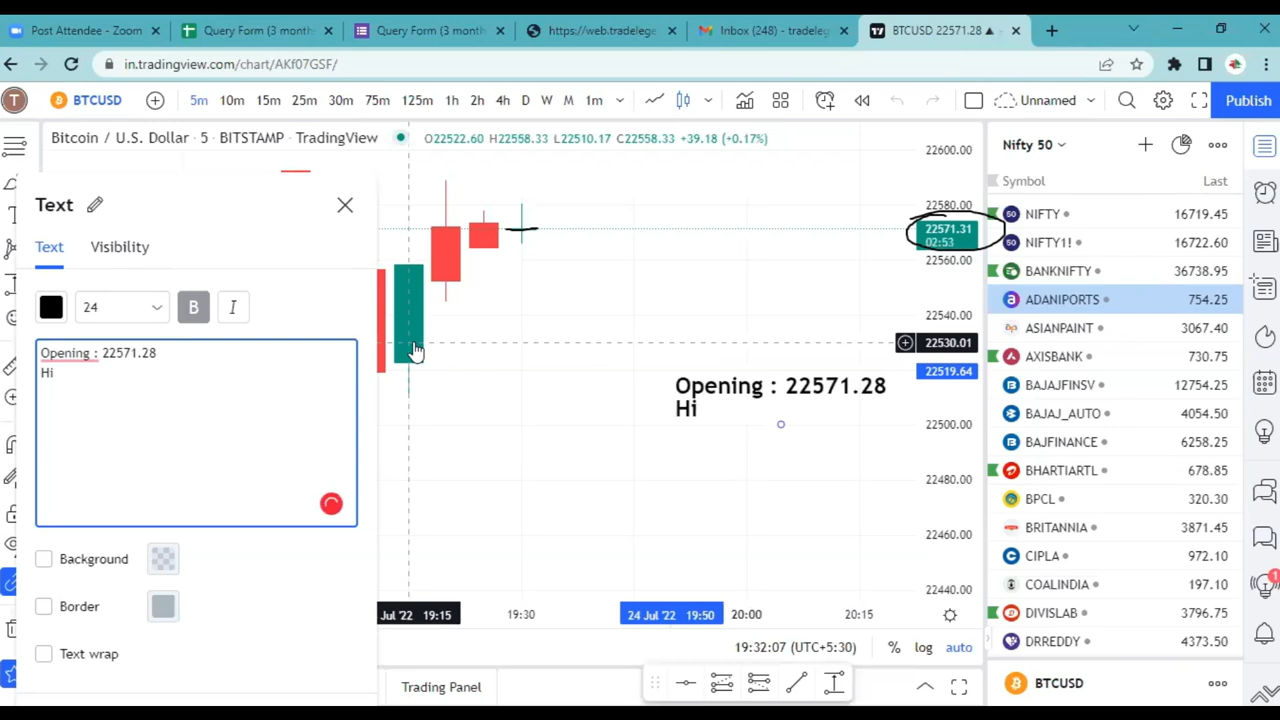 Post Attendee - Zoom
Query Form (3 month
Query Form (3 month
https://web.tradelege
Inbox (248) - tradeleg
BTCUSD 22571.28 ▲
in.tradingview.com/chart/AKf07GSF/
T BTCUSD 5m 10m 15m 25m 30m 75m 125m 1h 2h 4h D W M 1m Unnamed Publish
Bitcoin / U.S. Dollar · 5 · BITSTAMP · TradingView O22522.60 H22558.33 L22510.17 C22558.33 +39.18 (+0.17%)
Text
Text Visibility
24 B I
Opening : 22571.28
Hi
Background
Border
Text wrap
Opening : 22571.28
Hi
22600.00
22580.00
22571.31
02:53
22560.00
22540.00
22530.01
22519.64
22500.00
22480.00
22460.00
22440.00
Jul '22 19:15 19:30 24 Jul '22 19:50 20:00 20:15
19:32:07 (UTC+5:30) % log auto
Trading Panel
Nifty 50
Symbol Last
NIFTY 16719.45
NIFTY1! 16722.60
BANKNIFTY 36738.95
ADANIPORTS 754.25
ASIANPAINT 3067.40
AXISBANK 730.75
BAJAJFINSV 12754.25
BAJAJ_AUTO 4054.50
BAJFINANCE 6258.25
BHARTIARTL 678.85
BPCL 320.30
BRITANNIA 3871.45
CIPLA 972.10
COALINDIA 197.10
DIVISLAB 3796.75
DRREDDY 4373.50
BTCUSD
1